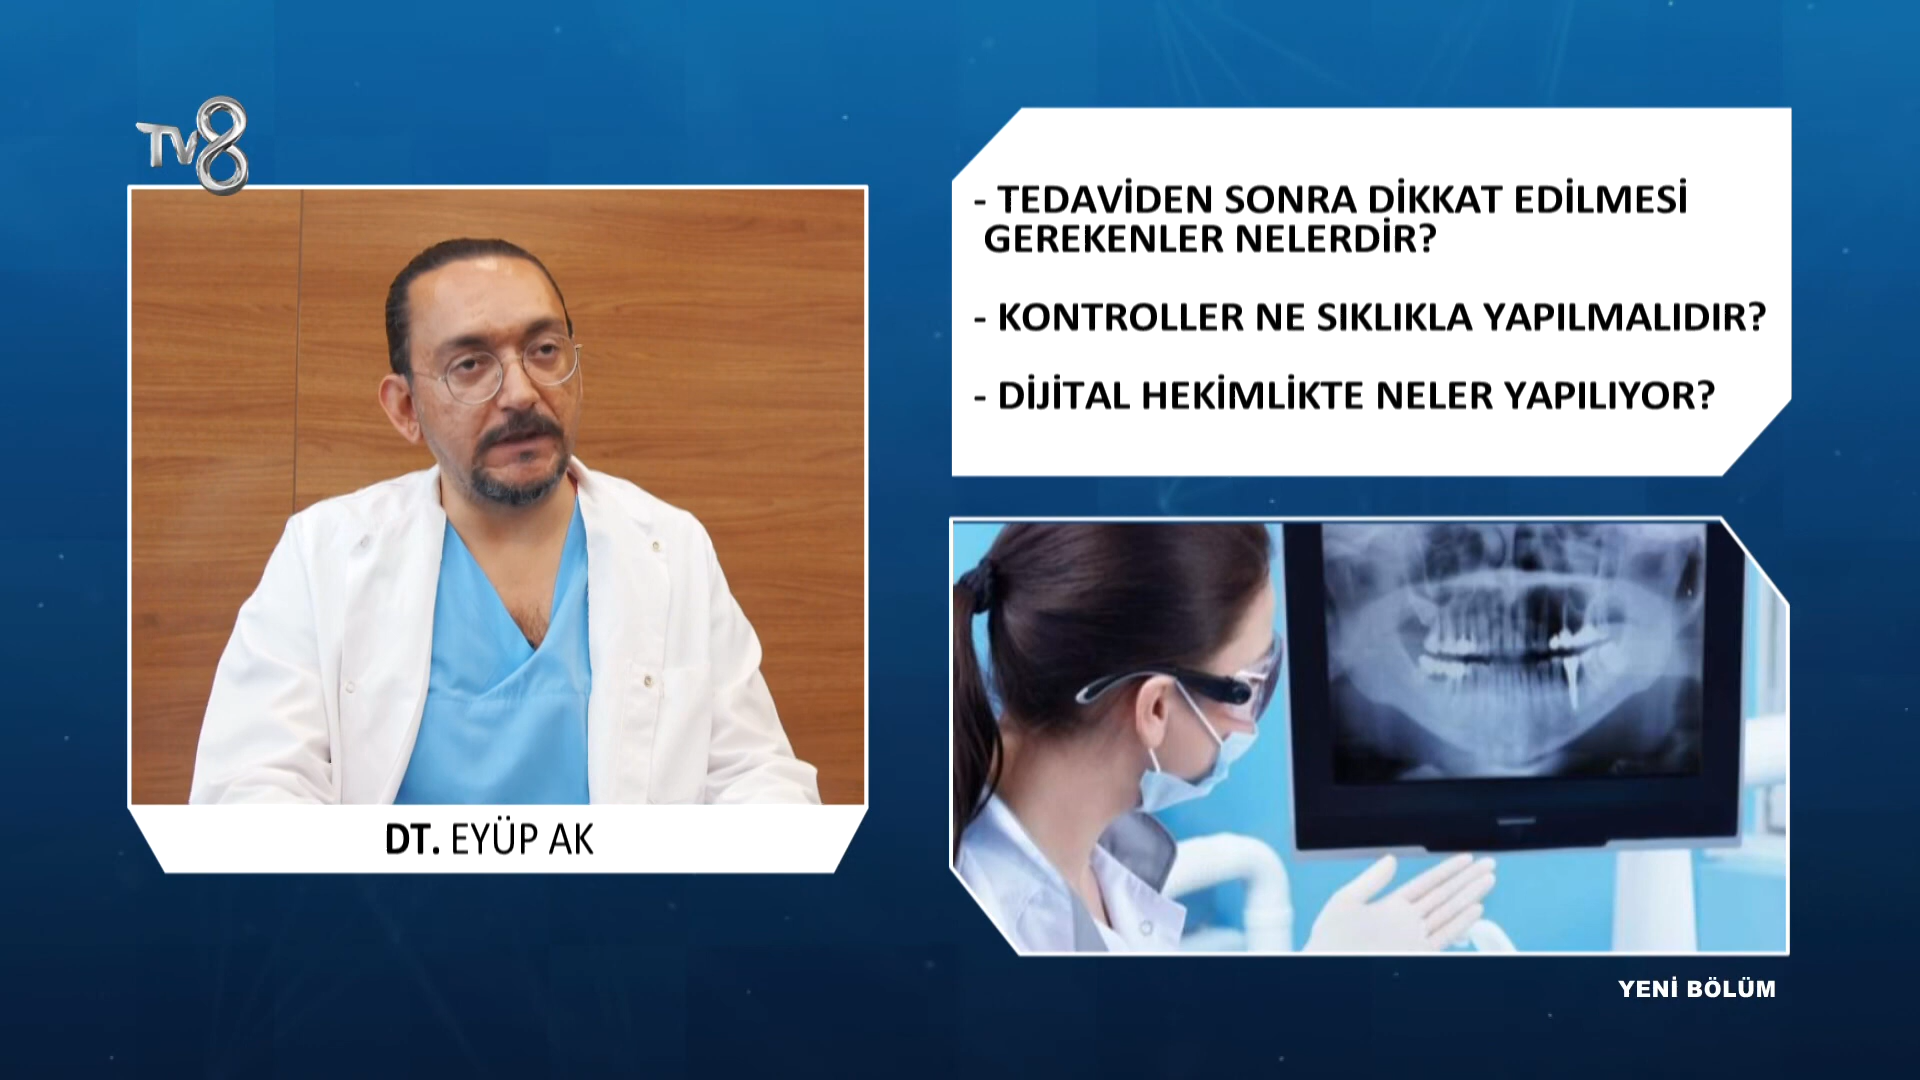 TV8
- TEDAVİDEN SONRA DİKKAT EDİLMESİ
GEREKENLER NELERDİR?
- KONTROLLER NE SIKLIKLA YAPILMALIDIR?
- DİJİTAL HEKİMLİKTE NELER YAPILIYOR?
DT. EYÜP AK
YENİ BÖLÜM